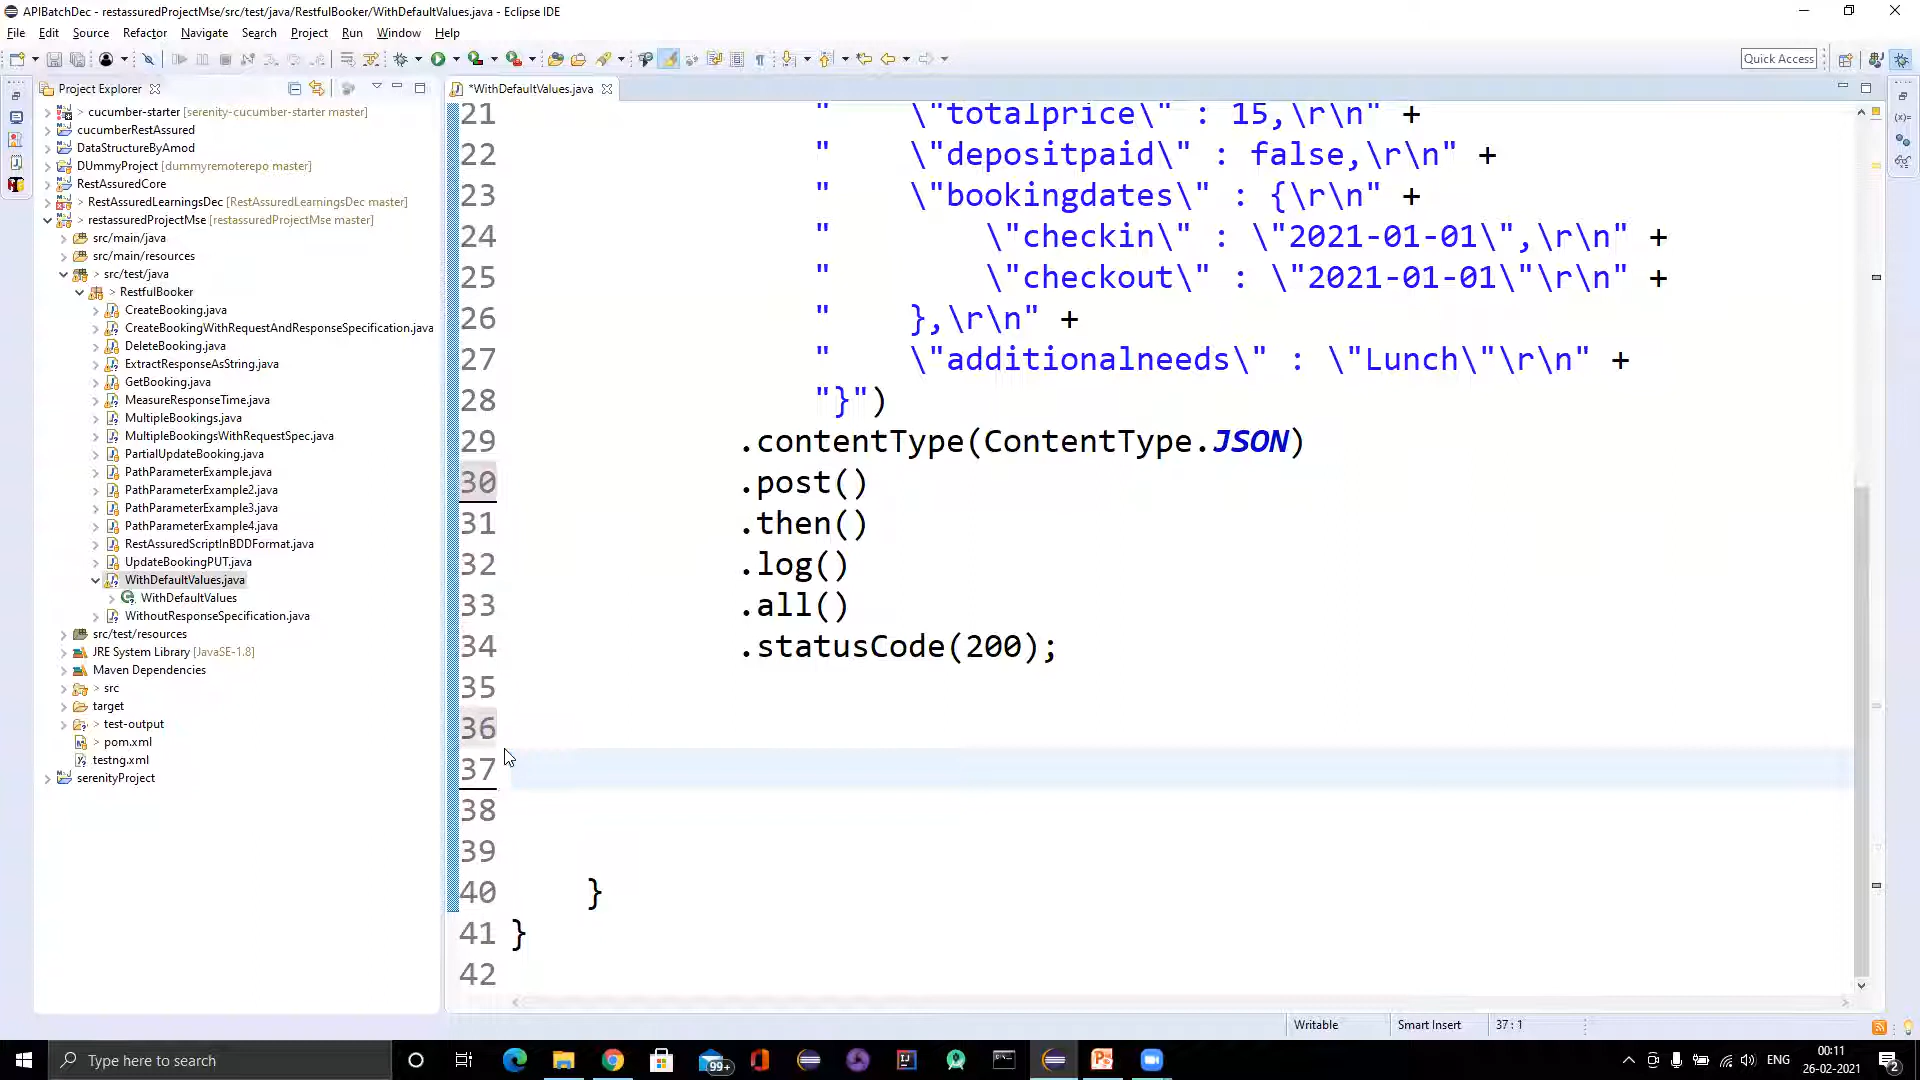 APIBatchDec - restassuredProjectMse/src/test/java/RestfulBooker/WithDefaultValues.java - Eclipse IDE
File Edit Source Refactor Navigate Search Project Run Window Help
Quick Access
Project Explorer
*WithDefaultValues.java
> cucumber-starter [serenity-cucumber-starter master]
cucumberRestAssured
DataStructureByAmod
> DUmmyProject [dummyremoterepo master]
RestAssuredCore
> RestAssuredLearningsDec [RestAssuredLearningsDec master]
> restassuredProjectMse [restassuredProjectMse master]
src/main/java
src/main/resources
> src/test/java
> RestfulBooker
CreateBooking.java
CreateBookingWithRequestAndResponseSpecification.java
DeleteBooking.java
ExtractResponseAsString.java
GetBooking.java
MeasureResponseTime.java
MultipleBookings.java
MultipleBookingsWithRequestSpec.java
PartialUpdateBooking.java
PathParameterExample.java
PathParameterExample2.java
PathParameterExample3.java
PathParameterExample4.java
RestAssuredScriptInBDDFormat.java
UpdateBookingPUT.java
WithDefaultValues.java
WithDefaultValues
WithoutResponseSpecification.java
src/test/resources
JRE System Library [JavaSE-1.8]
Maven Dependencies
> src
target
> test-output
> pom.xml
testng.xml
serenityProject
21 "    \"totalprice\" : 15,\r\n" +
22 "    \"depositpaid\" : false,\r\n" +
23 "    \"bookingdates\" : {\r\n" +
24 "        \"checkin\" : \"2021-01-01\",\r\n" +
25 "        \"checkout\" : \"2021-01-01\"\r\n" +
26 "    },\r\n" +
27 "    \"additionalneeds\" : \"Lunch\"\r\n" +
28 "}")
29 .contentType(ContentType.JSON)
30 .post()
31 .then()
32 .log()
33 .all()
34 .statusCode(200);
35
36
37
38
39
40 }
41 }
42
Writable Smart Insert 37 : 1
Type here to search
99+
ENG
00:11
26-02-2021
2